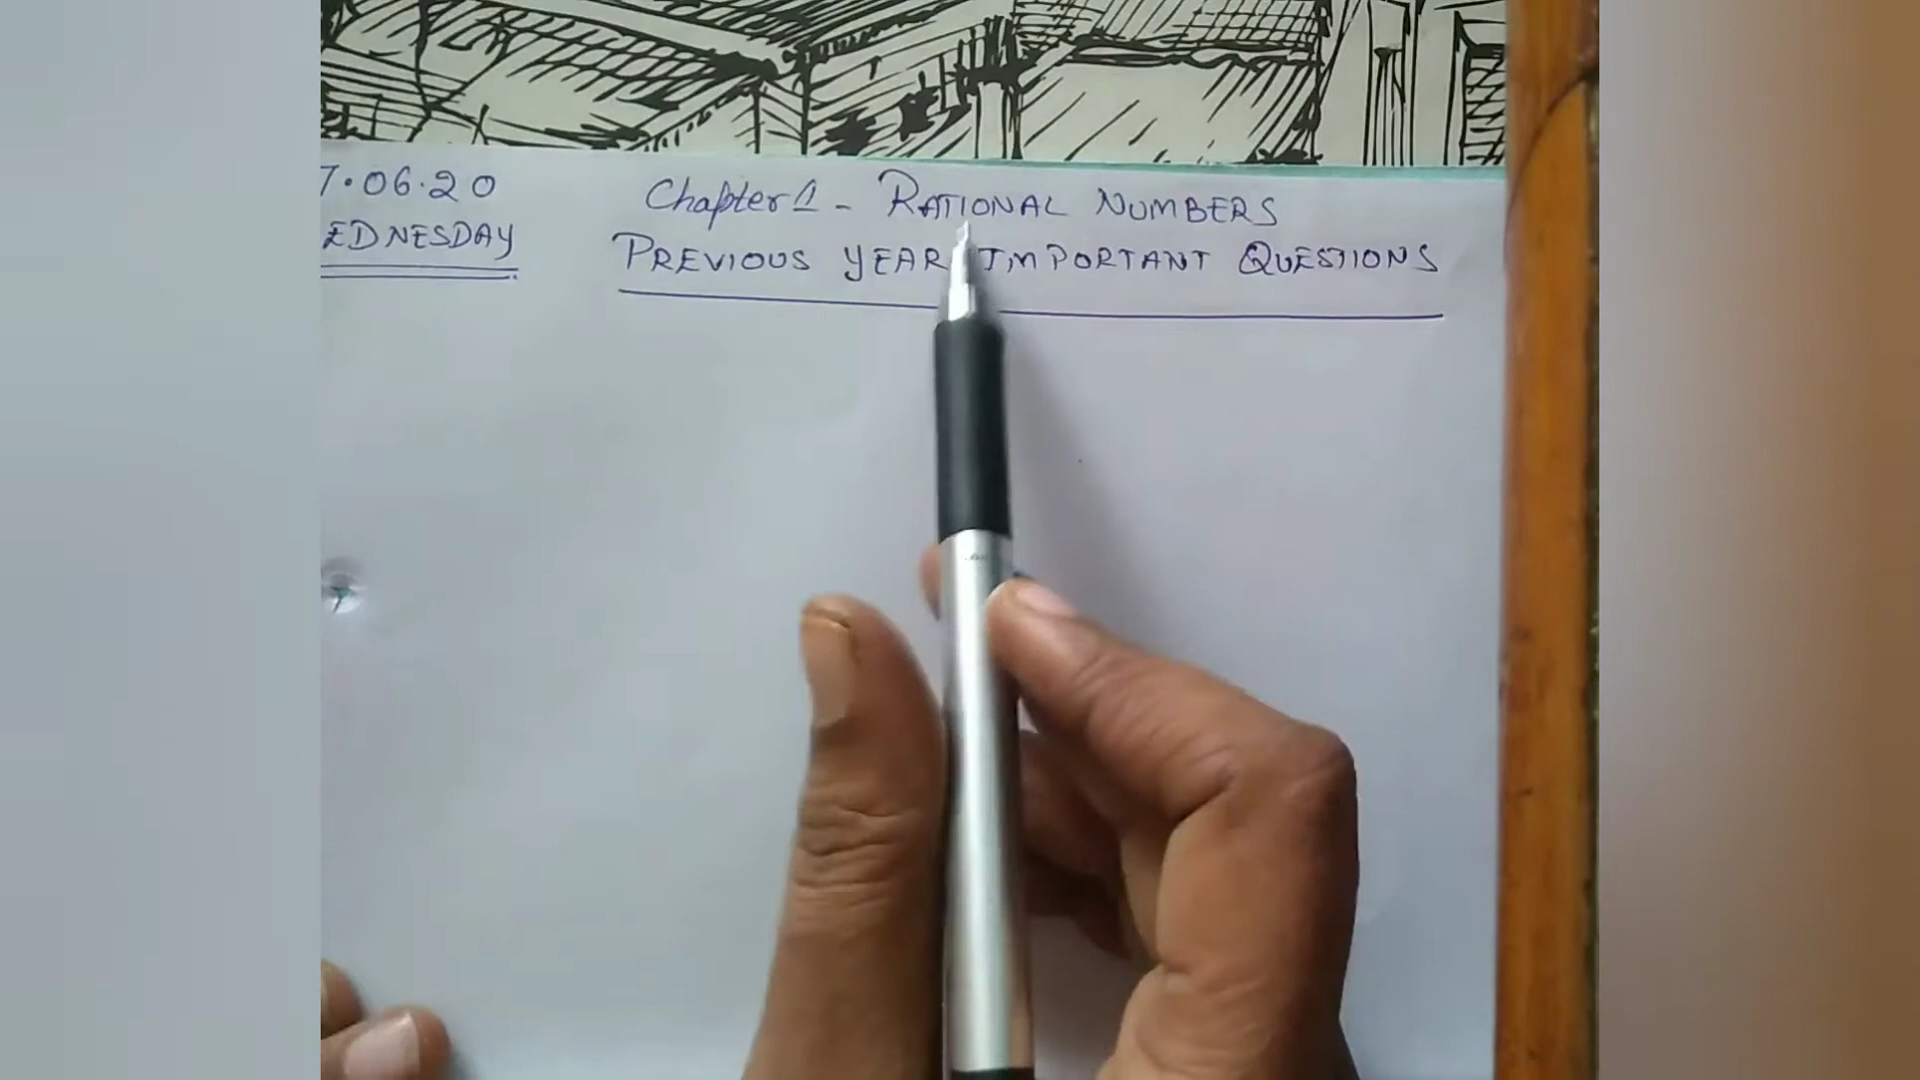 7.06.20
EDNESDAY
Chapter 1 - RATIONAL NUMBERS
PREVIOUS YEAR IMPORTANT QUESTIONS